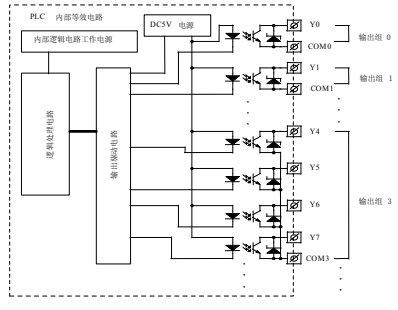 PLC 内部等效电路
DC5V 电源
内部逻辑电路工作电源
逻辑处理电路
输出驱动电路
Y0
COM0
输出组 0
Y1
COM1
输出组 1
Y4
Y5
Y6
Y7
COM3
输出组 3